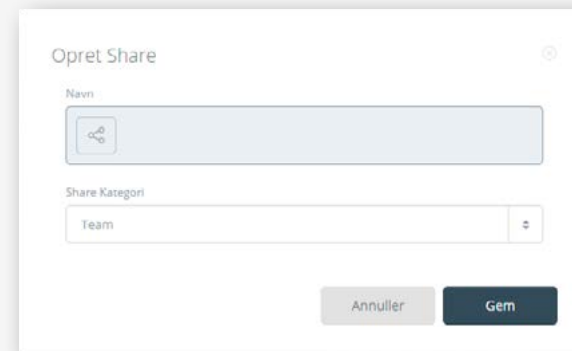 Opret Share
Navn
Share Kategori
Team
Annuller
Gem